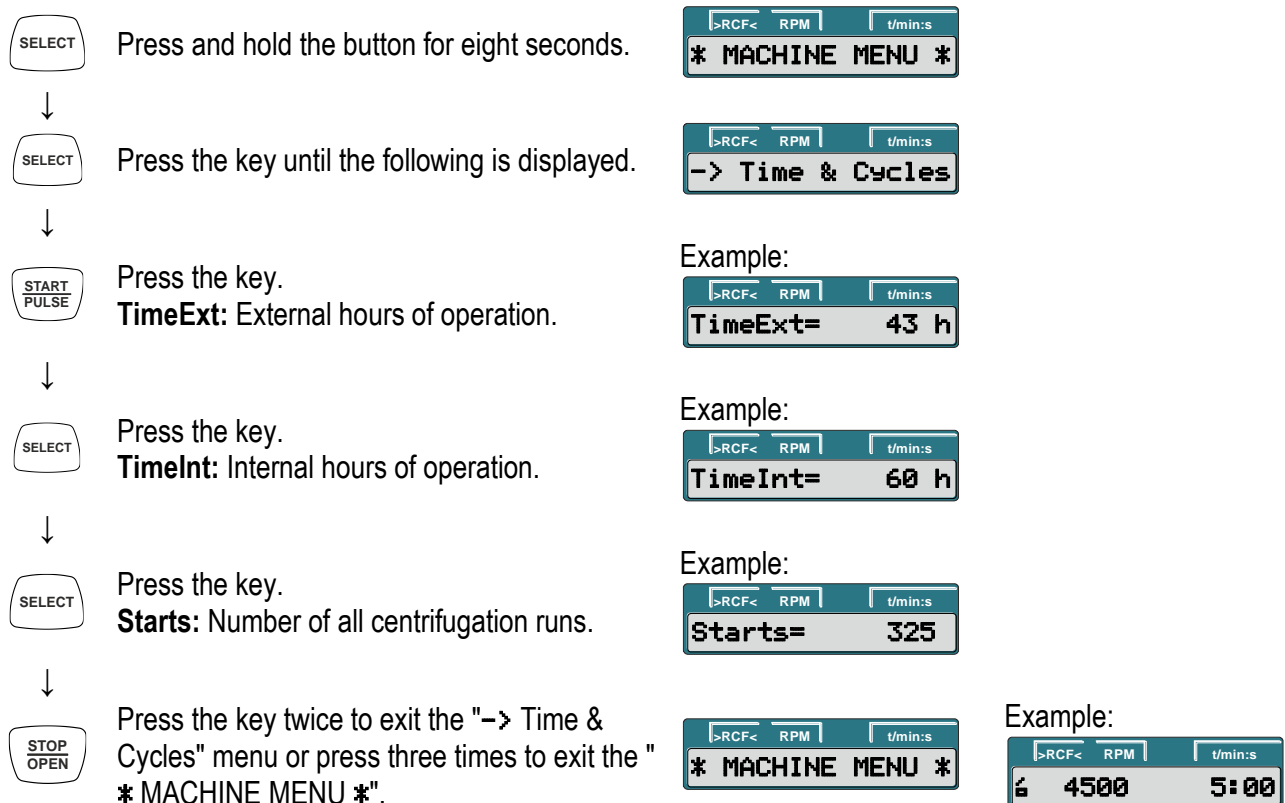 SELECT
Press and hold the button for eight seconds.
>RCF< RPM t/min:s
* MACHINE MENU *
↓
SELECT
Press the key until the following is displayed.
>RCF< RPM t/min:s
-> Time & Cycles
↓
START
PULSE
Press the key.
TimeExt: External hours of operation.
Example:
>RCF< RPM t/min:s
TimeExt= 43 h
↓
SELECT
Press the key.
TimeInt: Internal hours of operation.
Example:
>RCF< RPM t/min:s
TimeInt= 60 h
↓
SELECT
Press the key.
Starts: Number of all centrifugation runs.
Example:
>RCF< RPM t/min:s
Starts= 325
↓
STOP
OPEN
Press the key twice to exit the "-> Time &
Cycles" menu or press three times to exit the "
* MACHINE MENU *".
>RCF< RPM t/min:s
* MACHINE MENU *
Example:
>RCF< RPM t/min:s
4500 5:00